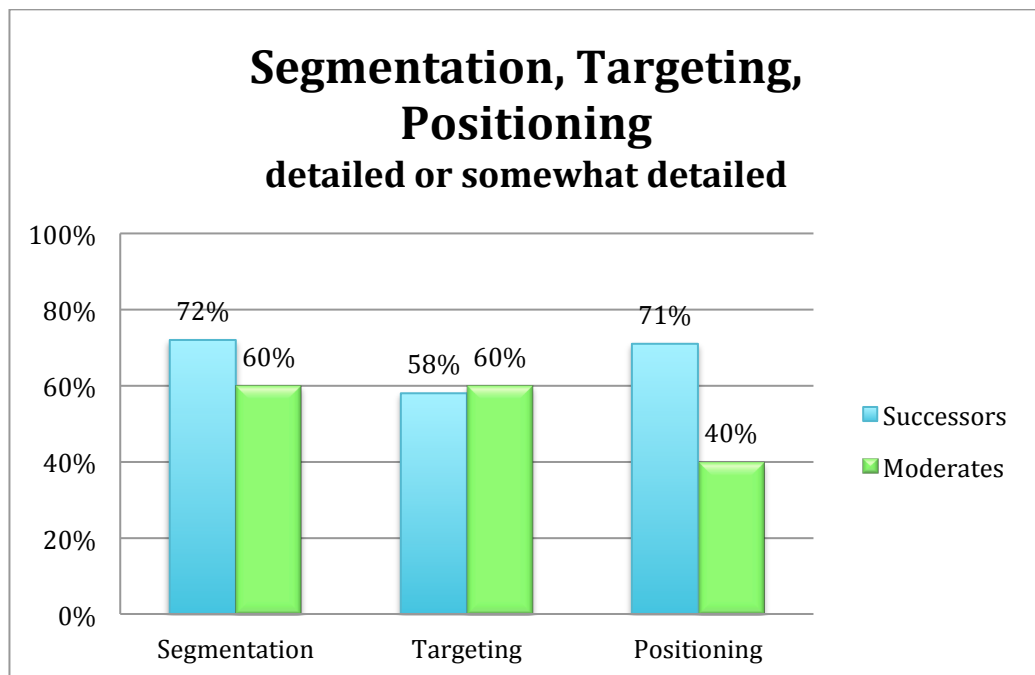 Segmentation, Targeting,
Positioning
detailed or somewhat detailed
100%
80%
60%
40%
20%
0%
72%
60%
58%
60%
71%
40%
Segmentation
Targeting
Positioning
Successors
Moderates